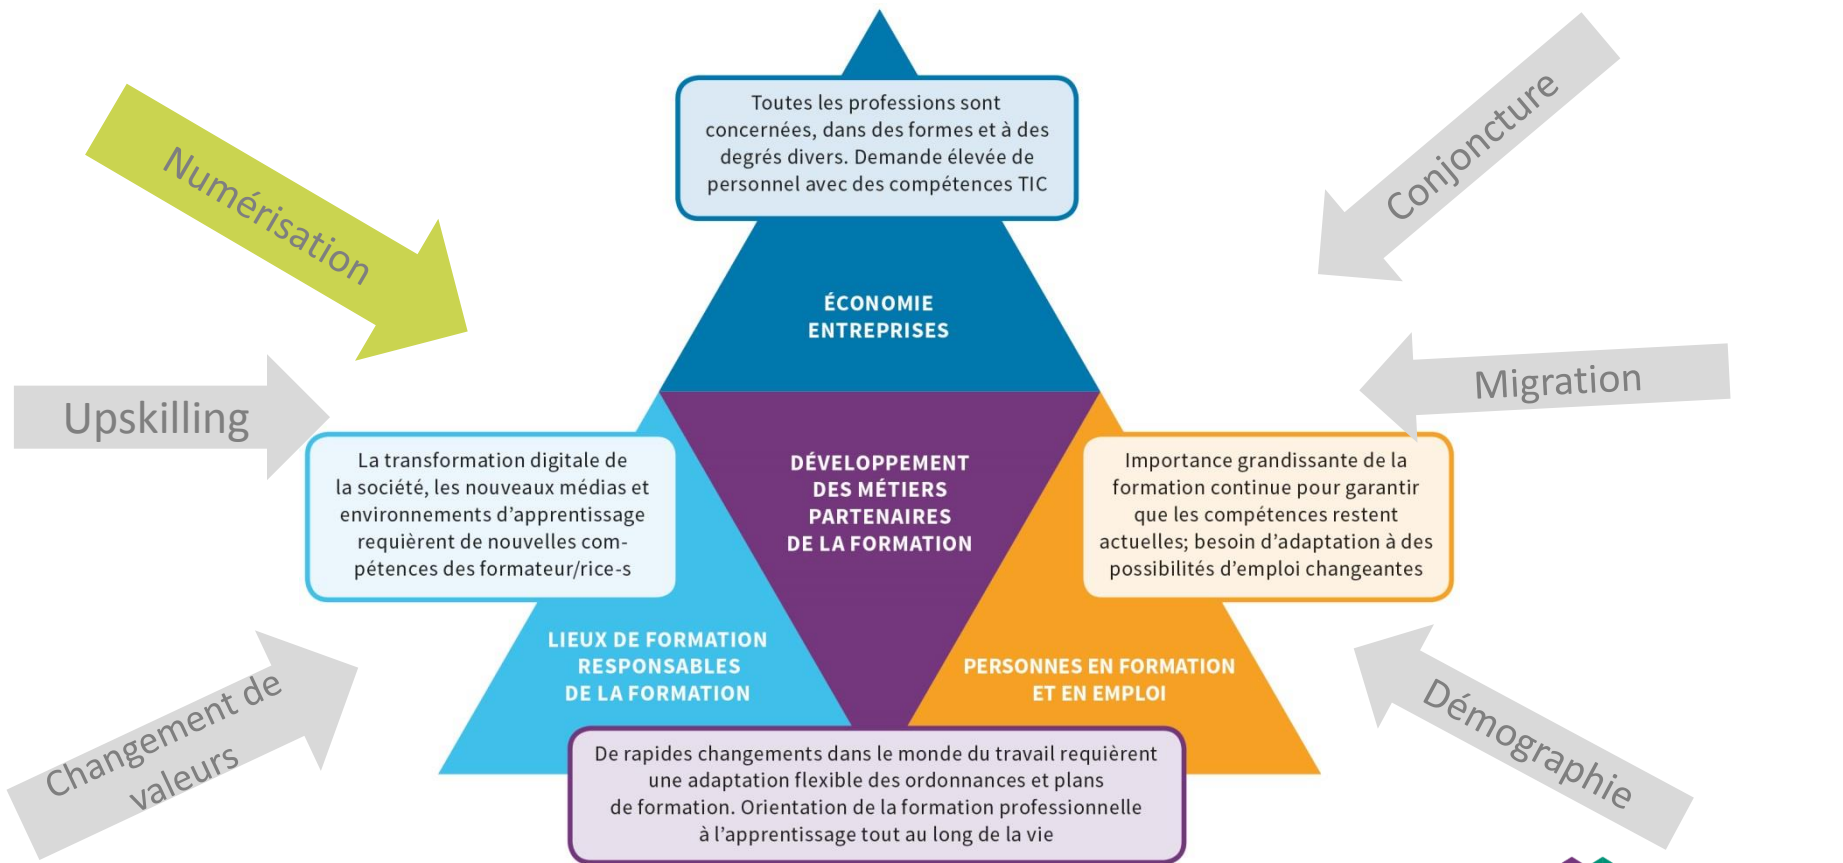 Toutes les professions sont
concernées, dans des formes et à des
degrés divers. Demande élevée de
personnel avec des compétences TIC
Numérisation
Conjoncture
ÉCONOMIE
ENTREPRISES
Upskilling
Migration
La transformation digitale de
la société, les nouveaux médias et
environnements d'apprentissage
requièrent de nouvelles com-
pétences des formateur/rice-s
DÉVELOPPEMENT
DES MÉTIERS
PARTENAIRES
DE LA FORMATION
Importance grandissante de la
formation continue pour garantir
que les compétences restent
actuelles; besoin d'adaptation à des
possibilités d'emploi changeantes
LIEUX DE FORMATION
RESPONSABLES
DE LA FORMATION
PERSONNES EN FORMATION
ET EN EMPLOI
Changement de
valeurs
Démographie
De rapides changements dans le monde du travail requièrent
une adaptation flexible des ordonnances et plans
de formation. Orientation de la formation professionnelle
à l'apprentissage tout au long de la vie